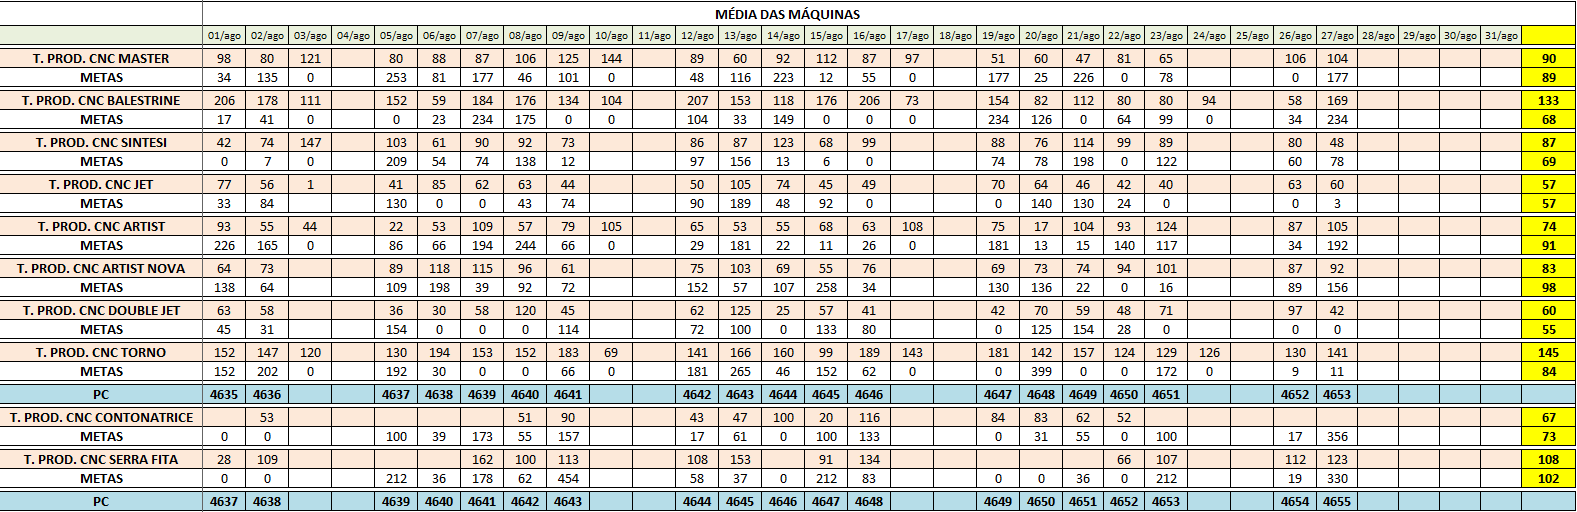 MÉDIA DAS MÁQUINAS
01/ago 02/ago 03/ago 04/ago 05/ago 06/ago 07/ago 08/ago 09/ago 10/ago 11/ago 12/ago 13/ago 14/ago 15/ago 16/ago 17/ago 18/ago 19/ago 20/ago 21/ago 22/ago 23/ago 24/ago 25/ago 26/ago 27/ago 28/ago 29/ago 30/ago 31/ago
T. PROD. CNC MASTER 98 80 121 80 88 87 106 125 144 89 60 92 112 87 97 51 60 47 81 65 106 104 90
METAS 34 135 0 253 81 177 46 101 0 48 116 223 12 55 0 177 25 226 0 78 0 177 89
T. PROD. CNC BALESTRINE 206 178 111 152 59 184 176 134 104 207 153 118 176 206 73 154 82 112 80 80 94 58 169 133
METAS 17 41 0 0 23 234 175 0 0 104 33 149 0 0 0 234 126 0 64 99 0 34 234 68
T. PROD. CNC SINTESI 42 74 147 103 61 90 92 73 86 87 123 68 99 88 76 114 99 89 80 48 87
METAS 0 7 0 209 54 74 138 12 97 156 13 6 0 74 78 198 0 122 60 78 69
T. PROD. CNC JET 77 56 1 41 85 62 63 44 50 105 74 45 49 70 64 46 42 40 63 60 57
METAS 33 84 130 0 0 43 74 90 189 48 92 0 0 140 130 24 0 0 3 57
T. PROD. CNC ARTIST 93 55 44 22 53 109 57 79 105 65 53 55 68 63 108 75 17 104 93 124 87 105 74
METAS 226 165 0 86 66 194 244 66 0 29 181 22 11 26 0 181 13 15 140 117 34 192 91
T. PROD. CNC ARTIST NOVA 64 73 89 118 115 96 61 75 103 69 55 76 69 73 74 94 101 87 92 83
METAS 138 64 109 198 39 92 72 152 57 107 258 34 130 136 22 0 16 89 156 98
T. PROD. CNC DOUBLE JET 63 58 36 30 58 120 45 62 125 25 57 41 42 70 59 48 71 97 42 60
METAS 45 31 154 0 0 0 114 72 100 0 133 80 0 125 154 28 0 0 0 55
T. PROD. CNC TORNO 152 147 120 130 194 153 152 183 69 141 166 160 99 189 143 181 142 157 124 129 126 130 141 145
METAS 152 202 0 192 30 0 0 66 0 181 265 46 152 62 0 0 399 0 0 172 0 9 11 84
PC 4635 4636 4637 4638 4639 4640 4641 4642 4643 4644 4645 4646 4647 4648 4649 4650 4651 4652 4653
T. PROD. CNC CONTONATRICE 53 51 90 43 47 100 20 116 84 83 62 52 67
METAS 0 0 100 39 173 55 157 17 61 0 100 133 0 31 55 0 100 17 356 73
T. PROD. CNC SERRA FITA 28 109 162 100 113 108 153 91 134 66 107 112 123 108
METAS 0 0 212 36 178 62 454 58 37 0 212 83 0 0 36 0 212 19 330 102
PC 4637 4638 4639 4640 4641 4642 4643 4644 4645 4646 4647 4648 4649 4650 4651 4652 4653 4654 4655